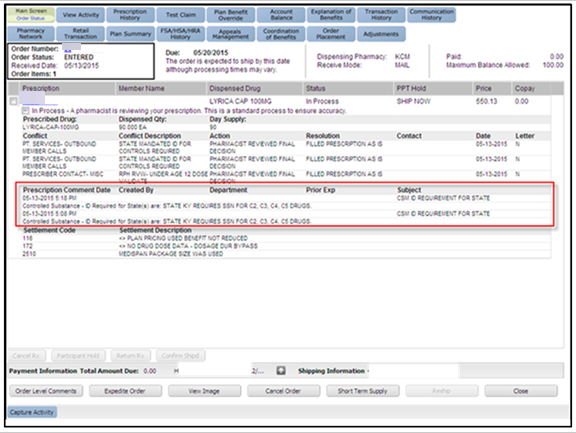 Main Screen
Order Status
View Activity
Prescription History
Test Claim
Plan Benefit Override
Account Balance
Explanation of Benefits
Transaction History
Communication History
Pharmacy Network
Retail Transaction
Plan Summary
FSA/HSA/HRA History
Appeals Management
Coordination of Benefits
Order Placement
Adjustments
Order Number:
Order Status: ENTERED
Received Date: 05/13/2015
Order Items: 1
Due: 05/20/2015
The order is expected to ship by this date
although processing times may vary.
Dispensing Pharmacy: KCM
Receive Mode: MAIL
Paid: 0.00
Maximum Balance Allowed: 100.00
Prescription Member Name Dispensed Drug Status PPT Hold Price Copay
LYRICA CAP 100MG In Process SHIP NOW 550.13 0.00
In Process - A pharmacist is reviewing your prescription. This is a standard process to ensure accuracy.
Prescribed Drug: Dispensed Qty: Day Supply:
LYRICA-CAP-100MG 90.000 EA 90
Conflict Conflict Description Action Resolution Contact Date Letter
PT. SERVICES- OUTBOUND MEMBER CALLS STATE MANDATED ID FOR CONTROLS REQUIRED PHARMACIST REVIEWED FINAL DECISION FILLED PRESCRIPTION AS IS 05-13-2015 N
PT. SERVICES- OUTBOUND MEMBER CALLS STATE MANDATED ID FOR CONTROLS REQUIRED PHARMACIST REVIEWED FINAL DECISION FILLED PRESCRIPTION AS IS 05-13-2015 N
PRESCRIBER CONTACT- MISC RPH RVW- UNDER AGE 12 DOSE PHARMACIST REVIEWED FINAL DECISION FILLED PRESCRIPTION AS IS 05-13-2015 N
Prescription Comment Date Created By Department Prior Exp Subject
05-13-2015 5:18 PM CSM ID REQUIREMENT FOR STATE
Controlled Substance - ID Required for State(s) are: STATE KY REQUIRES SSN FOR C2, C3, C4, C5 DRUGS.
05-13-2015 5:08 PM CSM ID REQUIREMENT FOR STATE
Controlled Substance - ID Required for State(s) are: STATE KY REQUIRES SSN FOR C2, C3, C4, C5 DRUGS.
Settlement Code Settlement Description
116 <> PLAN PRICING USED BENEFIT NOT REDUCED
172 <> NO DRUG DOSE DATA - DOSAGE DUR BYPASS
2510 MEDISPAN PACKAGE SIZE WAS USED
Cancel Rx Participant Hold Return Rx Confirm Shipd
Payment Information Total Amount Due: 0.00 H 2/... Shipping Information -
Order Level Comments Expedite Order View Image Cancel Order Short Term Supply Reship Close
Capture Activity